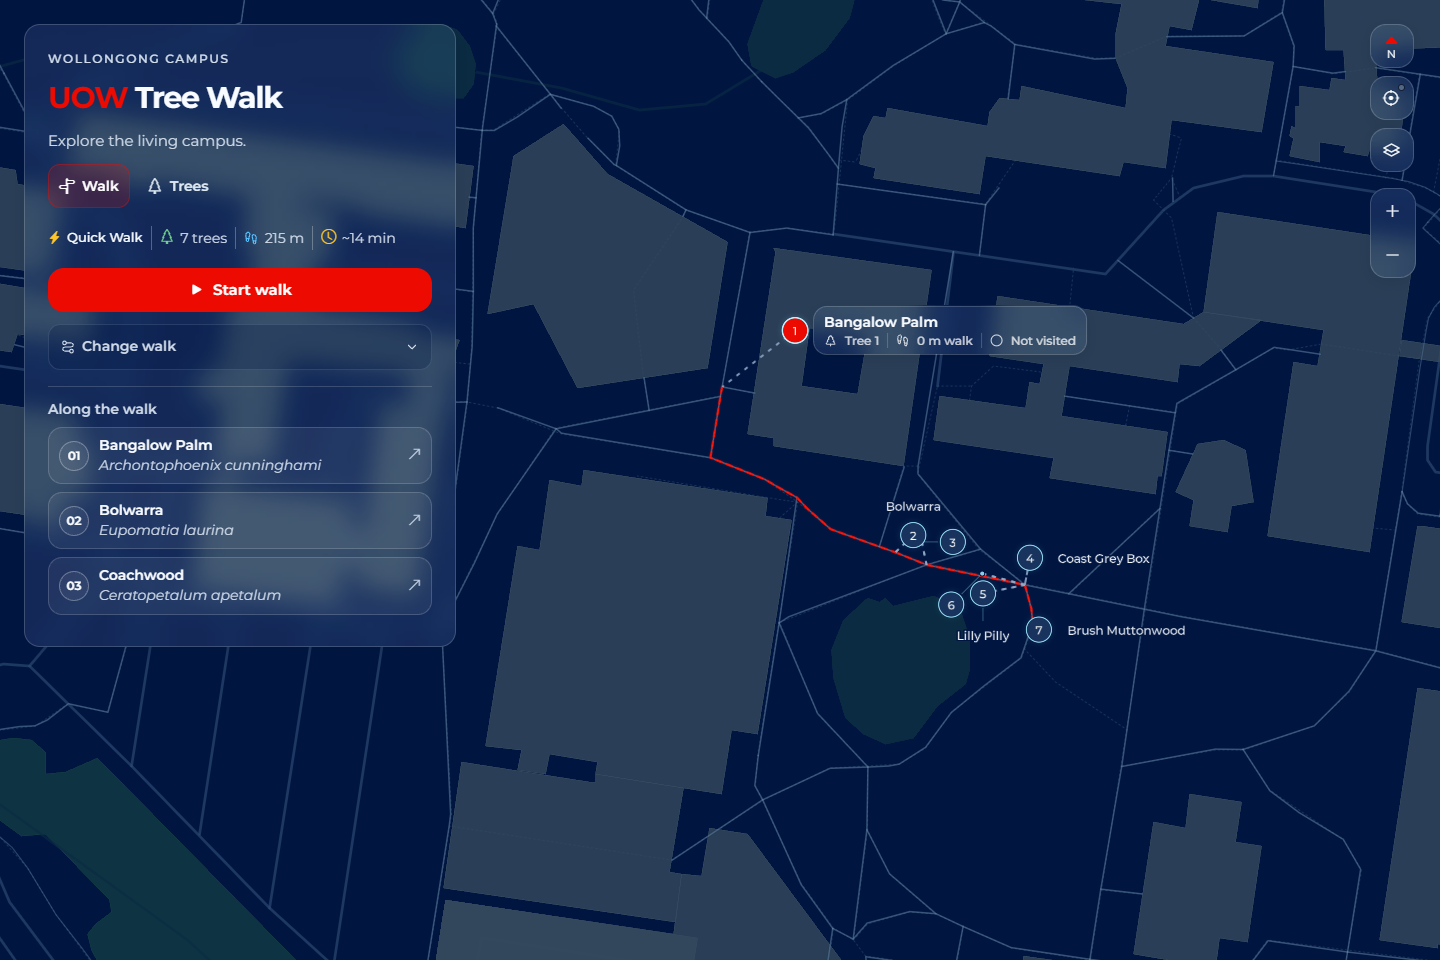 WOLLONGONG CAMPUS
UOW Tree Walk
Explore the living campus.
Walk
Trees
Quick Walk
7 trees
215 m
~14 min
Start walk
Change walk
Along the walk
01
Bangalow Palm
Archontophoenix cunninghami
02
Bolwarra
Eupomatia laurina
03
Coachwood
Ceratopetalum apetalum
N
+
−
1
Bangalow Palm
Tree 1
0 m walk
Not visited
Bolwarra
2
3
4
Coast Grey Box
5
6
Lilly Pilly
7
Brush Muttonwood